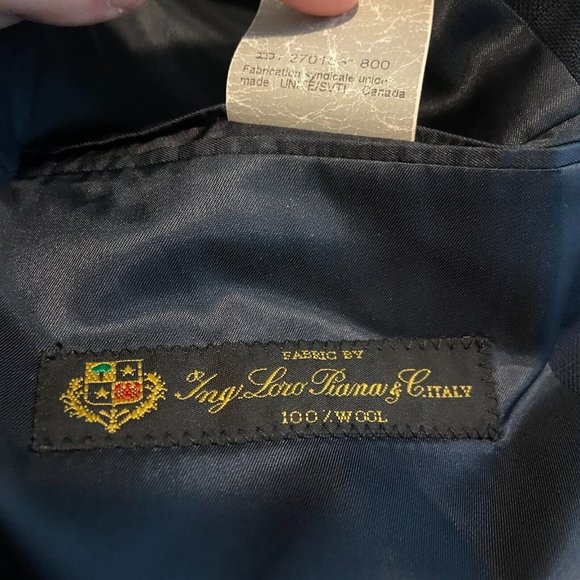 800
Fabrication syndicale union
made UNITE/SVTI Canada
FABRIC BY
Ing. Loro Piana & C. ITALY
100% WOOL